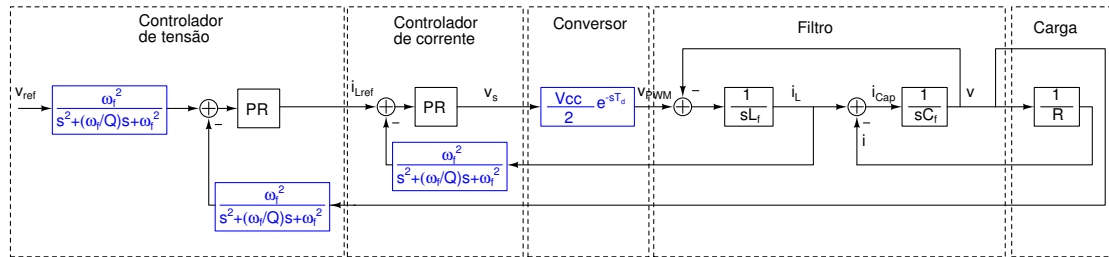 Controlador
de tensão
Controlador
de corrente
Conversor
Filtro
Carga
v_ref
ω_f^2
s^2+(ω_f/Q)s+ω_f^2
−
PR
i_Lref
−
PR
v_s
Vcc
2
e^-sT_d
v_PWM
−
1
sL_f
i_L
i_Cap
−
i
1
sC_f
v
1
R
ω_f^2
s^2+(ω_f/Q)s+ω_f^2
ω_f^2
s^2+(ω_f/Q)s+ω_f^2